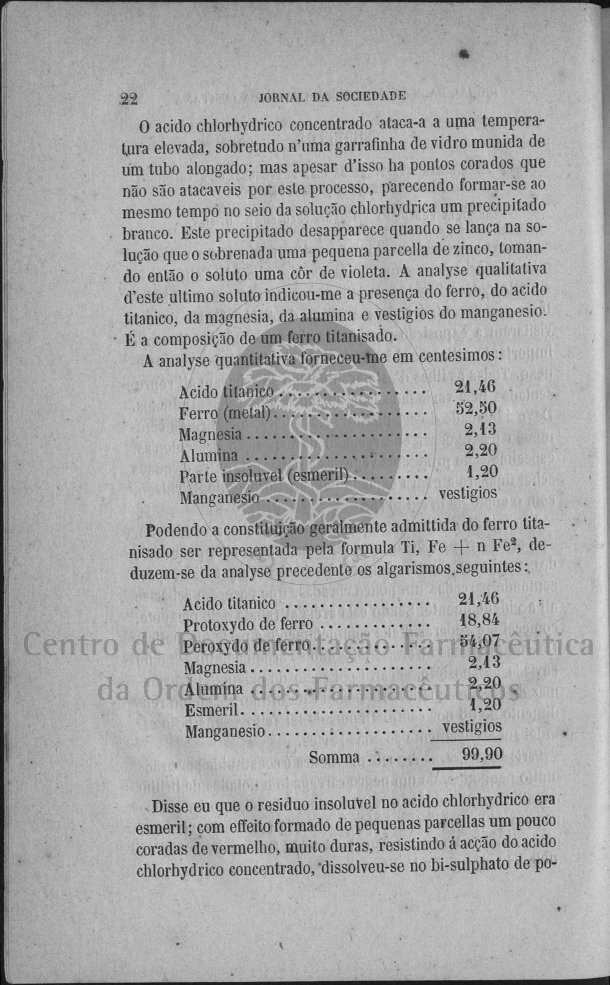 22 JORNAL DA SOCIEDADE
O acido chlorhydrico concentrado ataca-a a uma tempera-
tura elevada, sobretudo n'uma garrafinha de vidro munida de
um tubo alongado; mas apesar d'isso ha pontos corados que
não são atacaveis por este processo, parecendo formar-se ao
mesmo tempo no seio da solução chlorhydrica um precipitado
branco. Este precipitado desapparece quando se lança na so-
lução que o sobrenada uma pequena parcella de zinco, toman-
do então o soluto uma côr de violeta. A analyse qualitativa
d'este ultimo soluto indicou-me a presença do ferro, do acido
titanico, da magnesia, da alumina e vestigios do manganesio.
É a composição de um ferro titanisado.
A analyse quantitativa forneceu-me em centesimos:
Acido titanico . . . . . . . . . . . . . . . . . 21,46
Ferro (metal) . . . . . . . . . . . . . . . . . 52,50
Magnesia . . . . . . . . . . . . . . . . . . . . 2,13
Alumina . . . . . . . . . . . . . . . . . . . . 2,20
Parte insoluvel (esmeril) . . . . . . . . . 1,20
Manganesio . . . . . . . . . . . . . . . . . . vestigios
Podendo a constituição geralmente admittida do ferro tita-
nisado ser representada pela formula Ti, Fe + n Fe², de-
duzem-se da analyse precedente os algarismos seguintes:
Acido titanico . . . . . . . . . . . . . . . . . 21,46
Protoxydo de ferro . . . . . . . . . . . . . 18,84
Peroxydo de ferro . . . . . . . . . . . . . . 54,07
Magnesia . . . . . . . . . . . . . . . . . . . . 2,13
Alumina . . . . . . . . . . . . . . . . . . . . 2,20
Esmeril . . . . . . . . . . . . . . . . . . . . . 1,20
Manganesio . . . . . . . . . . . . . . . . . . vestigios
Somma . . . . . . . . 99,90
Disse eu que o residuo insoluvel no acido chlorhydrico era
esmeril; com effeito formado de pequenas parcellas um pouco
coradas de vermelho, muito duras, resistindo á acção do acido
chlorhydrico concentrado, dissolveu-se no bi-sulphato de po-
Centro de Documentação Farmacêutica
da Ordem dos Farmacêuticos